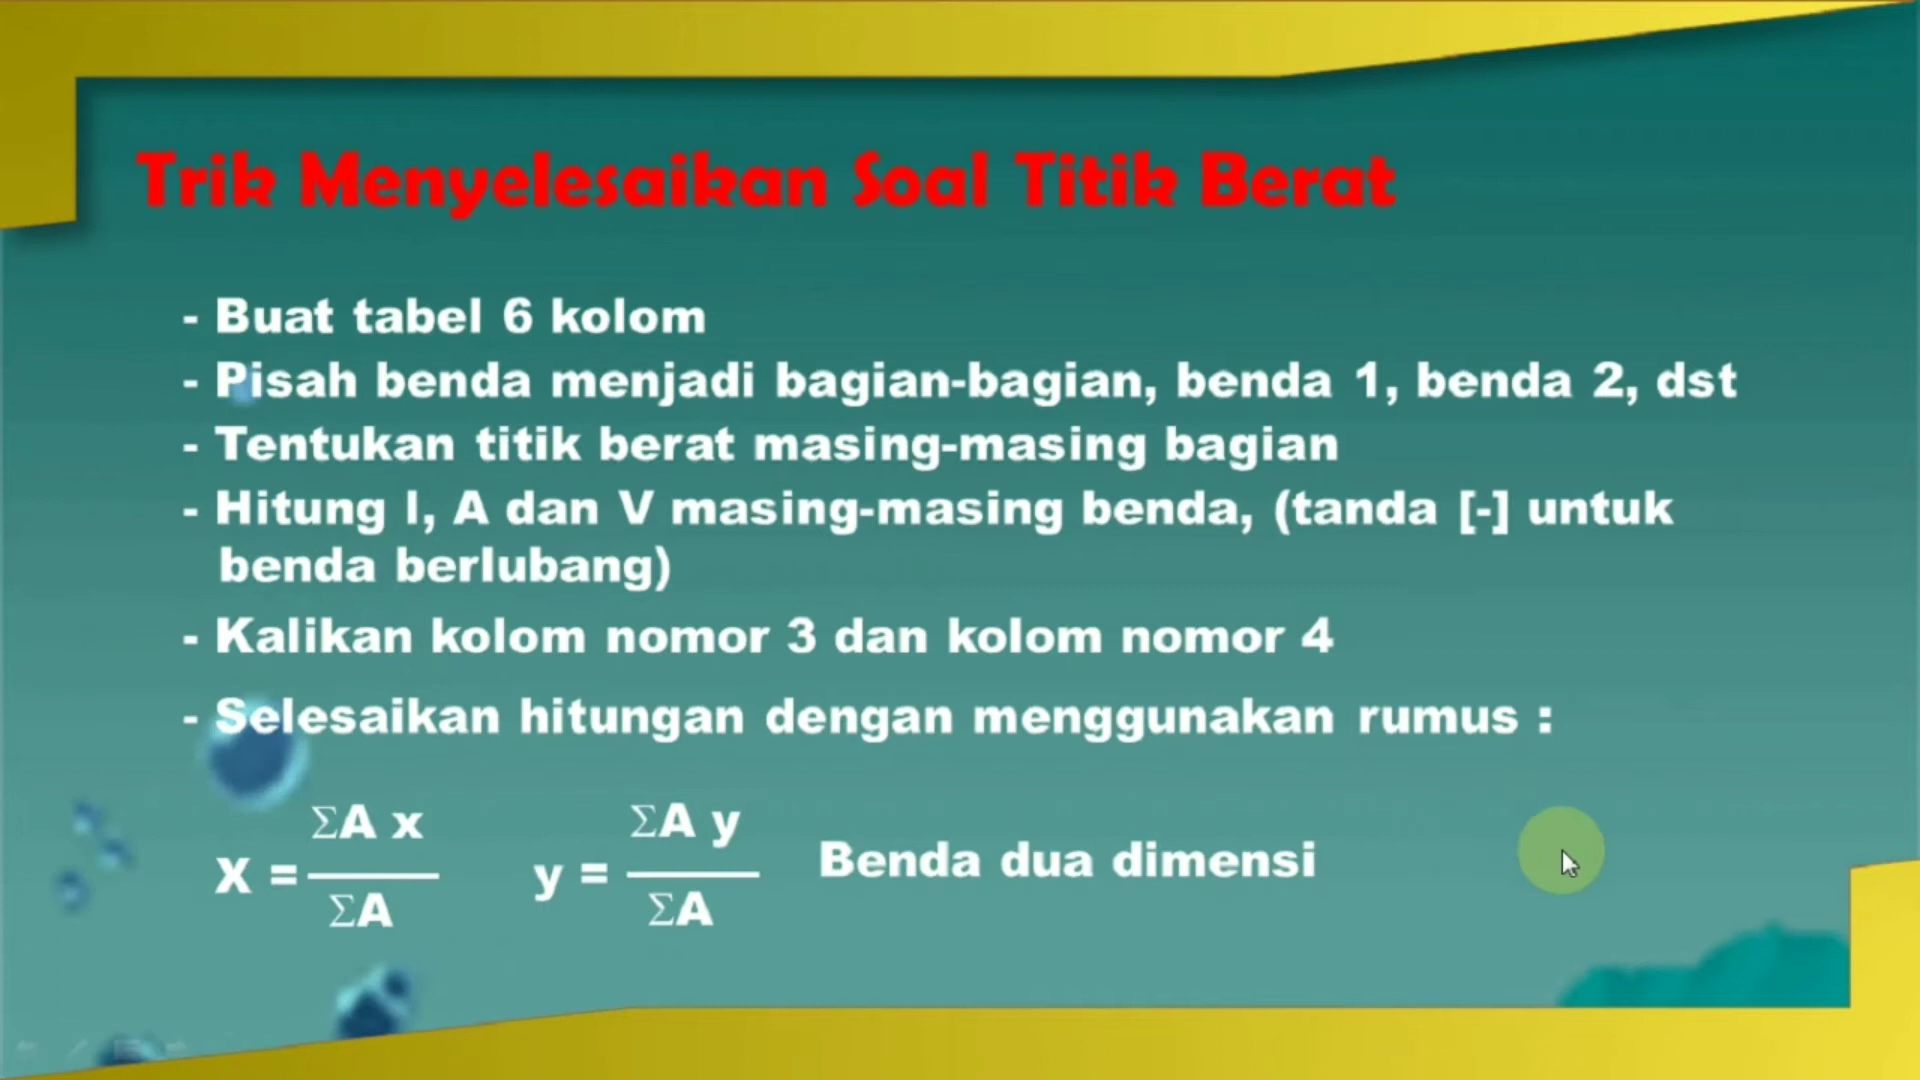 Trik Menyelesaikan Soal Titik Berat
- Buat tabel 6 kolom
- Pisah benda menjadi bagian-bagian, benda 1, benda 2, dst
- Tentukan titik berat masing-masing bagian
- Hitung l, A dan V masing-masing benda, (tanda [-] untuk
benda berlubang)
- Kalikan kolom nomor 3 dan kolom nomor 4
- Selesaikan hitungan dengan menggunakan rumus :
X = ΣA x / ΣA y = ΣA y / ΣA Benda dua dimensi